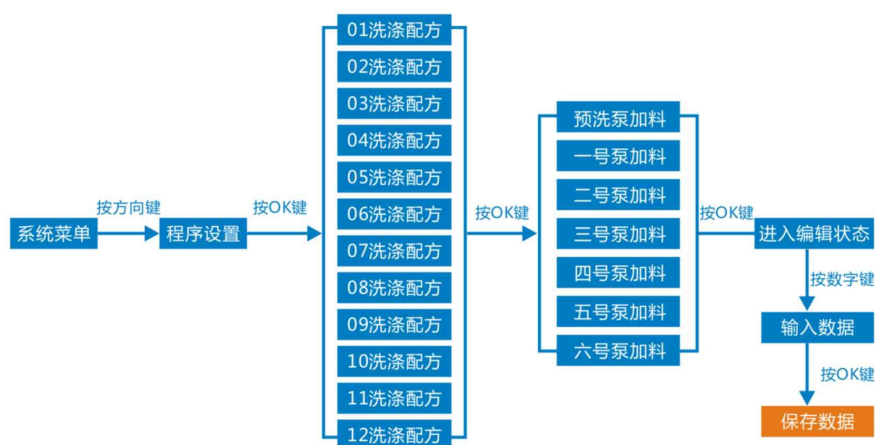 系统菜单
按方向键
程序设置
按OK键
01洗涤配方
02洗涤配方
03洗涤配方
04洗涤配方
05洗涤配方
06洗涤配方
07洗涤配方
08洗涤配方
09洗涤配方
10洗涤配方
11洗涤配方
12洗涤配方
按OK键
预洗泵加料
一号泵加料
二号泵加料
三号泵加料
四号泵加料
五号泵加料
六号泵加料
按OK键
进入编辑状态
按数字键
输入数据
按OK键
保存数据